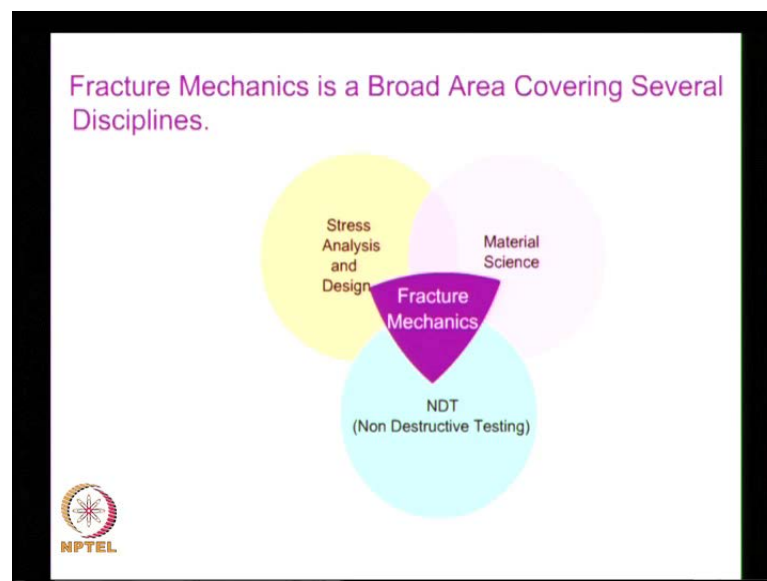 Fracture Mechanics is a Broad Area Covering Several
Disciplines.
Stress
Analysis
and
Design
Material
Science
Fracture
Mechanics
NDT
(Non Destructive Testing)
NPTEL